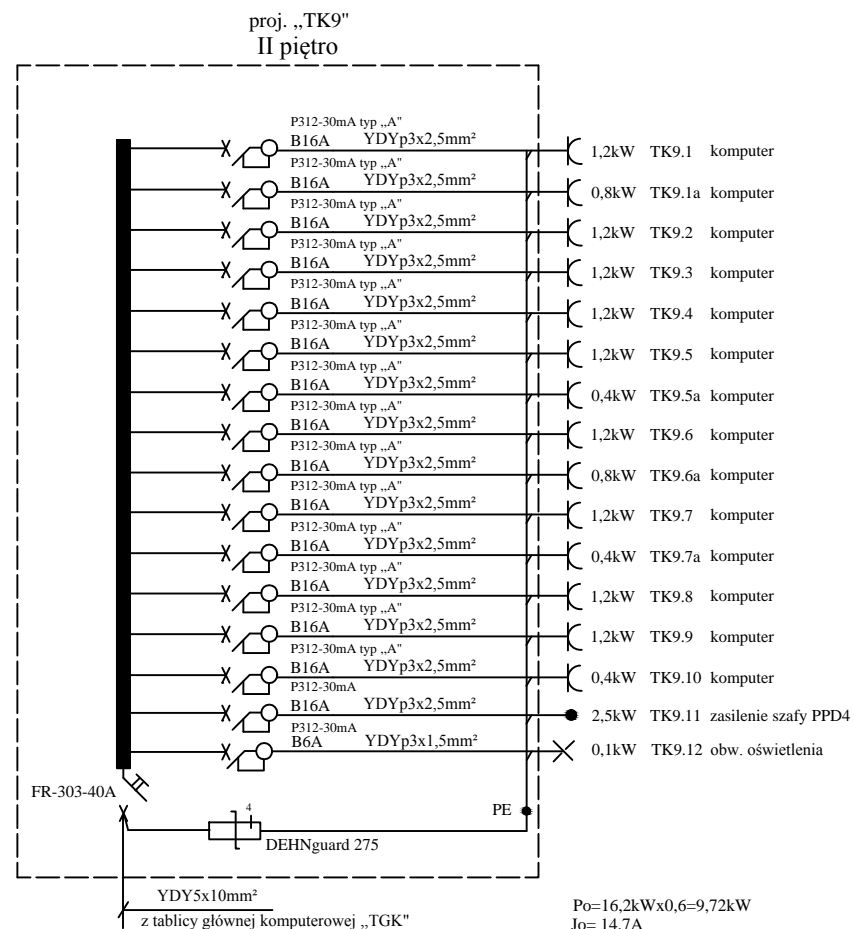 proj. ,,TK9"
II piętro
P312-30mA typ ,,A"
B16A YDYp3x2,5mm² 1,2kW TK9.1 komputer
P312-30mA typ ,,A"
B16A YDYp3x2,5mm² 0,8kW TK9.1a komputer
P312-30mA typ ,,A"
B16A YDYp3x2,5mm² 1,2kW TK9.2 komputer
P312-30mA typ ,,A"
B16A YDYp3x2,5mm² 1,2kW TK9.3 komputer
P312-30mA typ ,,A"
B16A YDYp3x2,5mm² 1,2kW TK9.4 komputer
P312-30mA typ ,,A"
B16A YDYp3x2,5mm² 1,2kW TK9.5 komputer
P312-30mA typ ,,A"
B16A YDYp3x2,5mm² 0,4kW TK9.5a komputer
P312-30mA typ ,,A"
B16A YDYp3x2,5mm² 1,2kW TK9.6 komputer
P312-30mA typ ,,A"
B16A YDYp3x2,5mm² 0,8kW TK9.6a komputer
P312-30mA typ ,,A"
B16A YDYp3x2,5mm² 1,2kW TK9.7 komputer
P312-30mA typ ,,A"
B16A YDYp3x2,5mm² 0,4kW TK9.7a komputer
P312-30mA typ ,,A"
B16A YDYp3x2,5mm² 1,2kW TK9.8 komputer
P312-30mA typ ,,A"
B16A YDYp3x2,5mm² 1,2kW TK9.9 komputer
P312-30mA typ ,,A"
B16A YDYp3x2,5mm² 0,4kW TK9.10 komputer
P312-30mA
B16A YDYp3x2,5mm² 2,5kW TK9.11 zasilenie szafy PPD4
P312-30mA
B6A YDYp3x1,5mm² 0,1kW TK9.12 obw. oświetlenia
FR-303-40A
4
PE
DEHNguard 275
YDY5x10mm²
z tablicy głównej komputerowej ,,TGK"
Po=16,2kWx0,6=9,72kW
Jo= 14,7A